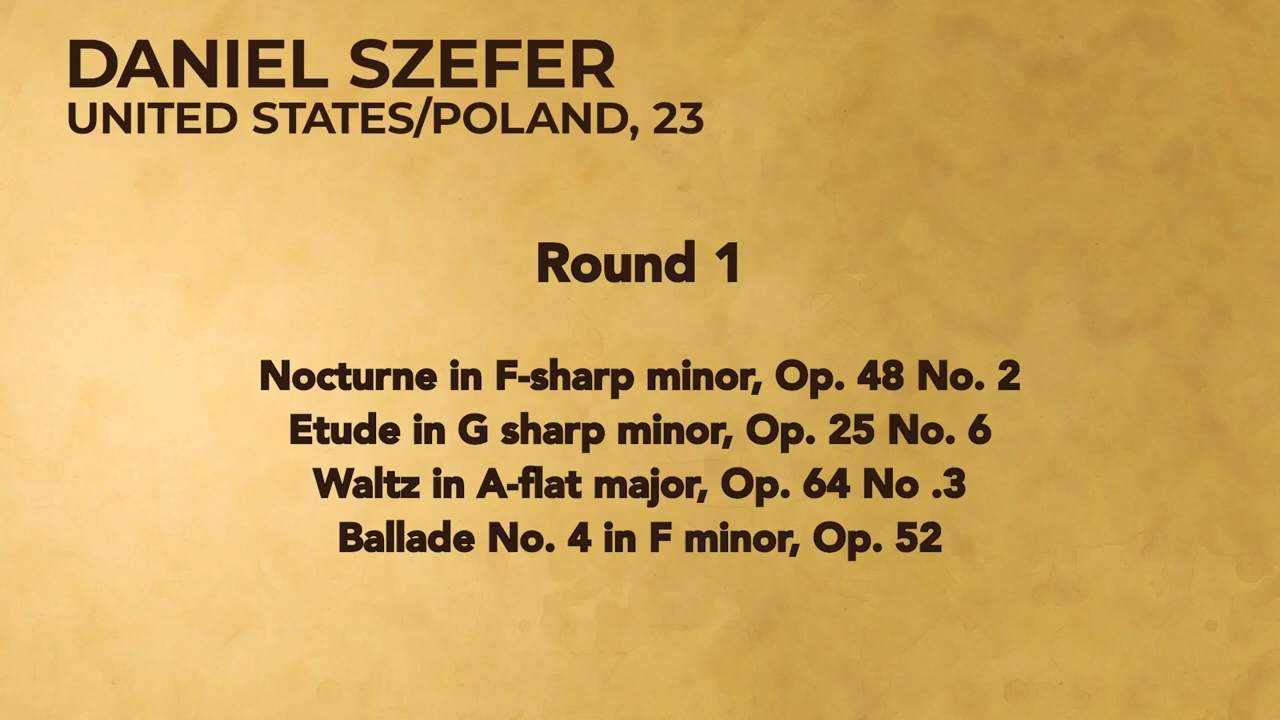 DANIEL SZEFER
UNITED STATES/POLAND, 23
Round 1
Nocturne in F-sharp minor, Op. 48 No. 2
Etude in G sharp minor, Op. 25 No. 6
Waltz in A-flat major, Op. 64 No .3
Ballade No. 4 in F minor, Op. 52